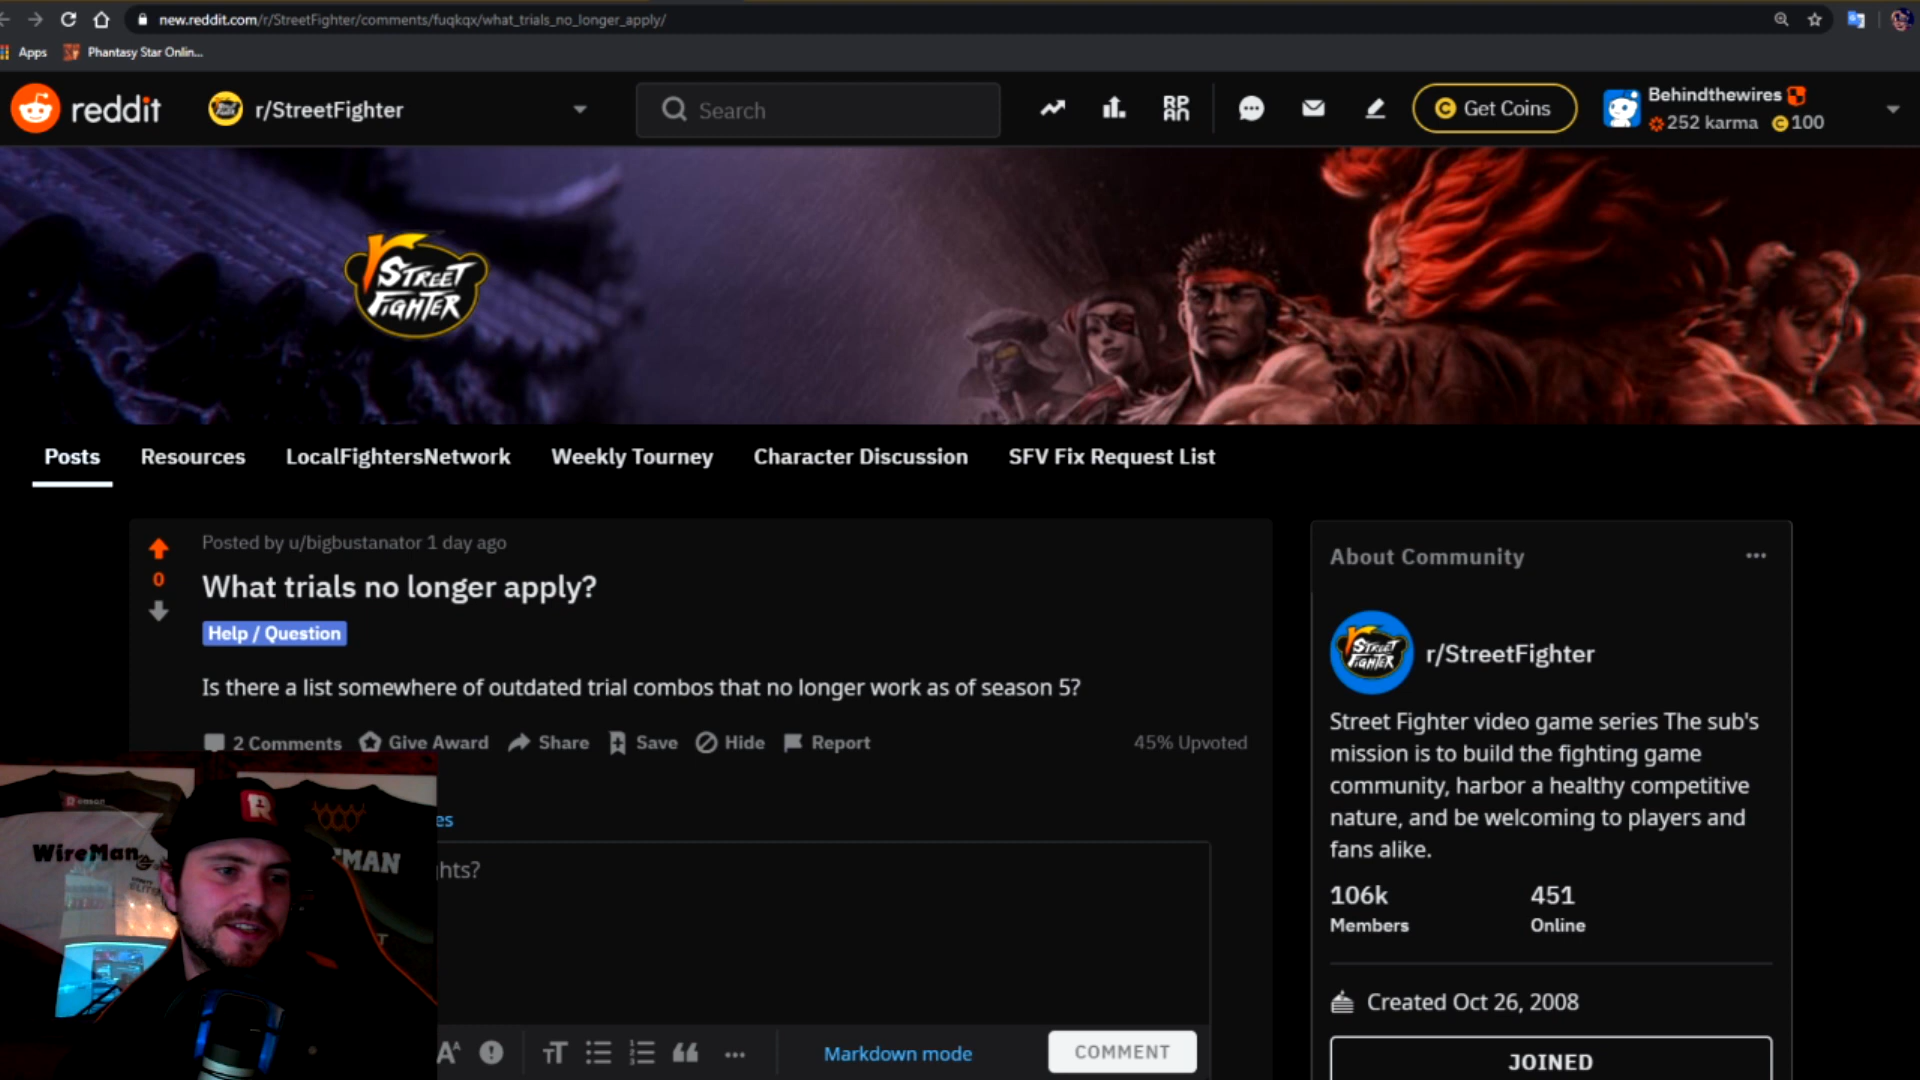 new.reddit.com/r/StreetFighter/comments/fuqkqx/what_trials_no_longer_apply/
Apps
Phantasy Star Onlin...
reddit
r/StreetFighter
Search
RP
AN
Get Coins
Behindthewires
252 karma
100
STREET
FIGHTER
Posts
Resources
LocalFightersNetwork
Weekly Tourney
Character Discussion
SFV Fix Request List
Posted by u/bigbustanator 1 day ago
0
What trials no longer apply?
Help / Question
Is there a list somewhere of outdated trial combos that no longer work as of season 5?
2 Comments
Give Award
Share
Save
Hide
Report
45% Upvoted
es
hts?
WireMan
MAN
R
Markdown mode
COMMENT
About Community
STREET
FIGHTER
r/StreetFighter
Street Fighter video game series The sub's
mission is to build the fighting game
community, harbor a healthy competitive
nature, and be welcoming to players and
fans alike.
106k
451
Members
Online
Created Oct 26, 2008
JOINED